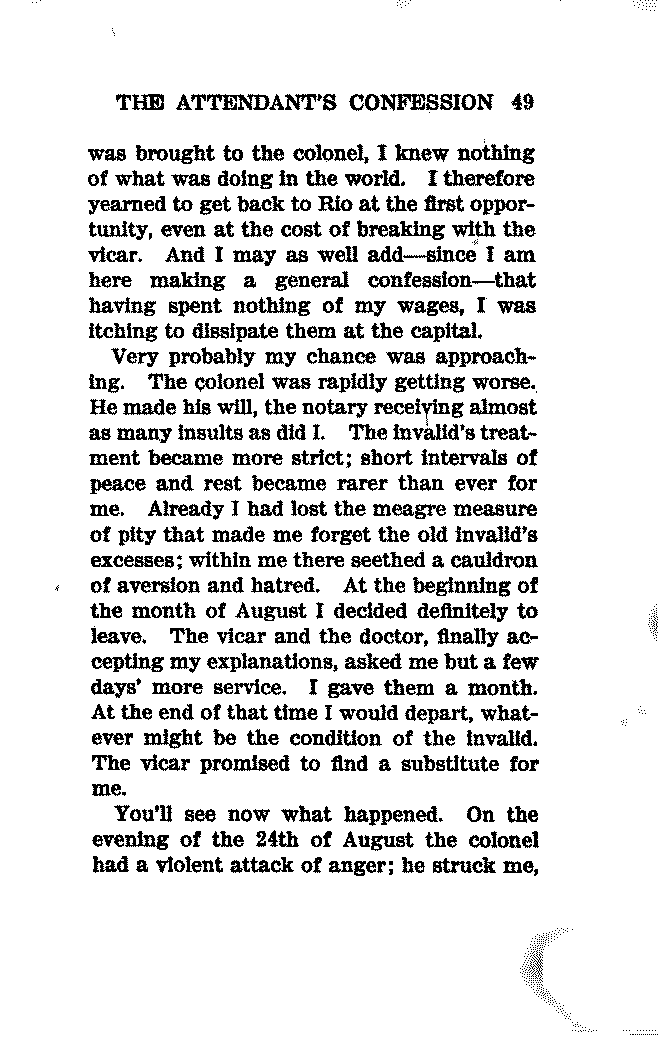 THE ATTENDANT'S CONFESSION 49
was brought to the colonel, I knew nothing
of what was doing in the world. I therefore
yearned to get back to Rio at the first oppor-
tunity, even at the cost of breaking with the
vicar. And I may as well add—since I am
here making a general confession—that
having spent nothing of my wages, I was
itching to dissipate them at the capital.
Very probably my chance was approach-
ing. The colonel was rapidly getting worse.
He made his will, the notary receiving almost
as many insults as did I. The invalid's treat-
ment became more strict; short intervals of
peace and rest became rarer than ever for
me. Already I had lost the meagre measure
of pity that made me forget the old invalid's
excesses; within me there seethed a cauldron
of aversion and hatred. At the beginning of
the month of August I decided definitely to
leave. The vicar and the doctor, finally ac-
cepting my explanations, asked me but a few
days' more service. I gave them a month.
At the end of that time I would depart, what-
ever might be the condition of the invalid.
The vicar promised to find a substitute for
me.
You'll see now what happened. On the
evening of the 24th of August the colonel
had a violent attack of anger; he struck me,